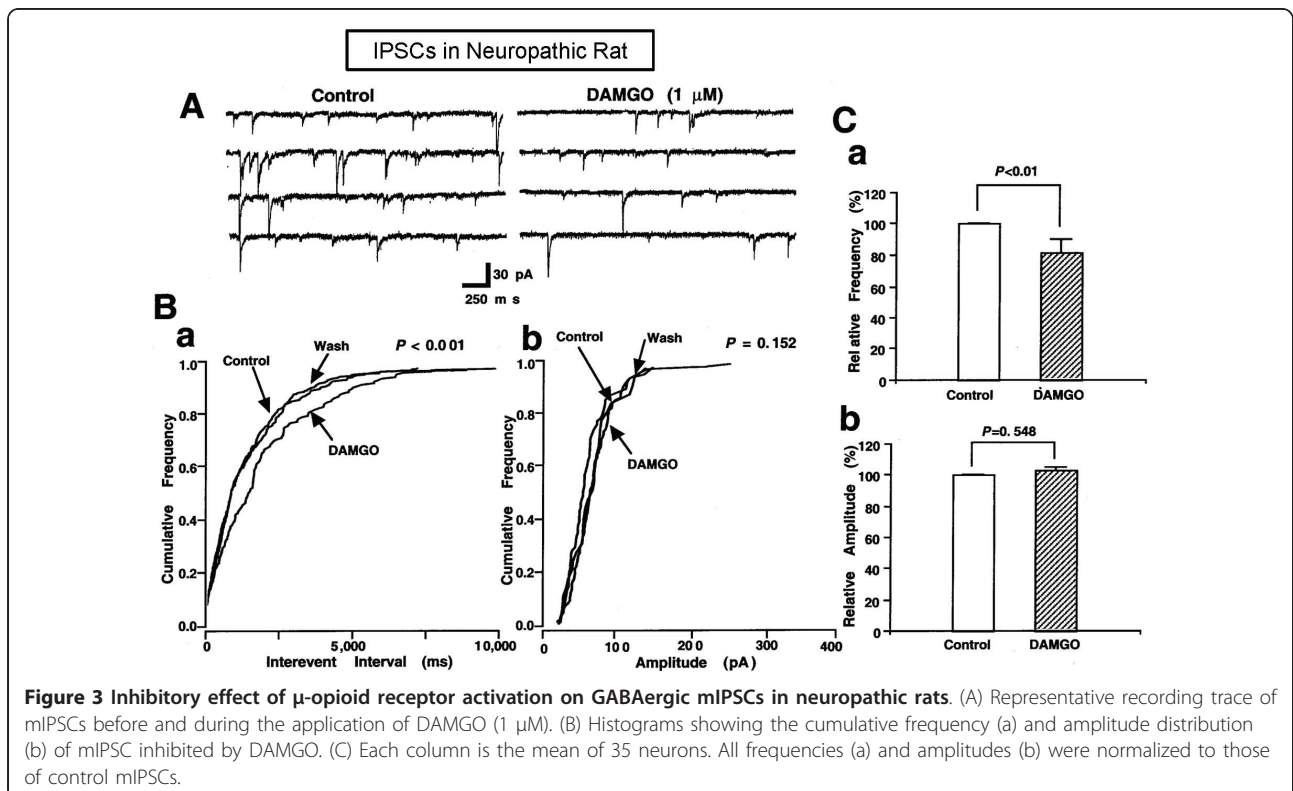 IPSCs in Neuropathic Rat
A
Control
DAMGO (1 μM)
30 pA
250 m s
B
a
Control
Wash
P < 0.001
DAMGO
Cumulative Frequency
1.0
0.8
0.6
0.4
0.2
0.0
0
5,000
10,000
Interevent Interval (ms)
b
Control
Wash
P = 0.152
DAMGO
Cumulative Frequency
1.0
0.8
0.6
0.4
0.2
0.0
0
100
200
300
400
Amplitude (pA)
C
a
P<0.01
Relative Frequency (%)
120
100
80
60
40
20
0
Control
DAMGO
b
P=0.548
Relative Amplitude (%)
120
100
80
60
40
20
0
Control
DAMGO
Figure 3 Inhibitory effect of μ-opioid receptor activation on GABAergic mIPSCs in neuropathic rats. (A) Representative recording trace of
mIPSCs before and during the application of DAMGO (1 μM). (B) Histograms showing the cumulative frequency (a) and amplitude distribution
(b) of mIPSC inhibited by DAMGO. (C) Each column is the mean of 35 neurons. All frequencies (a) and amplitudes (b) were normalized to those
of control mIPSCs.